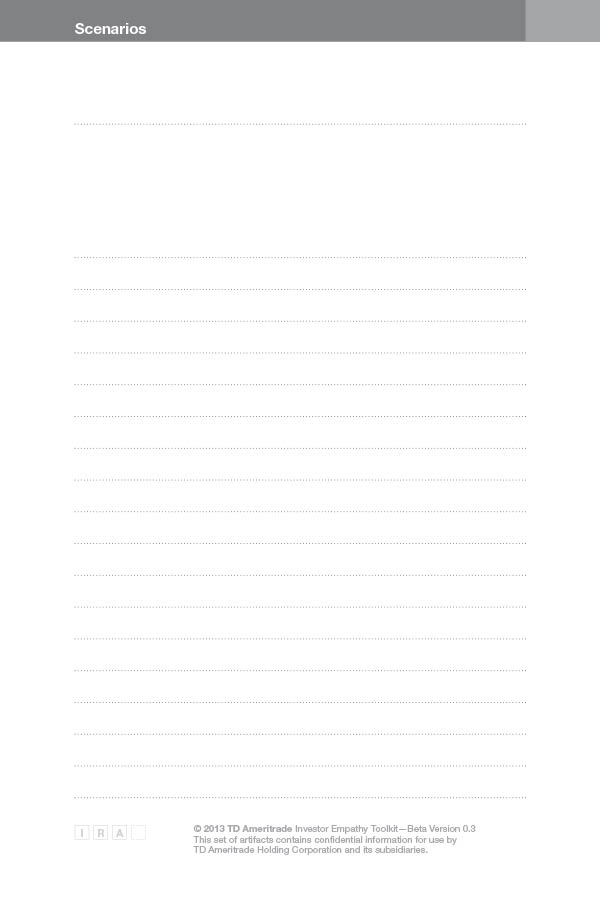 Scenarios
I R A
© 2013 TD Ameritrade Investor Empathy Toolkit—Beta Version 0.3
This set of artifacts contains confidential information for use by
TD Ameritrade Holding Corporation and its subsidiaries.